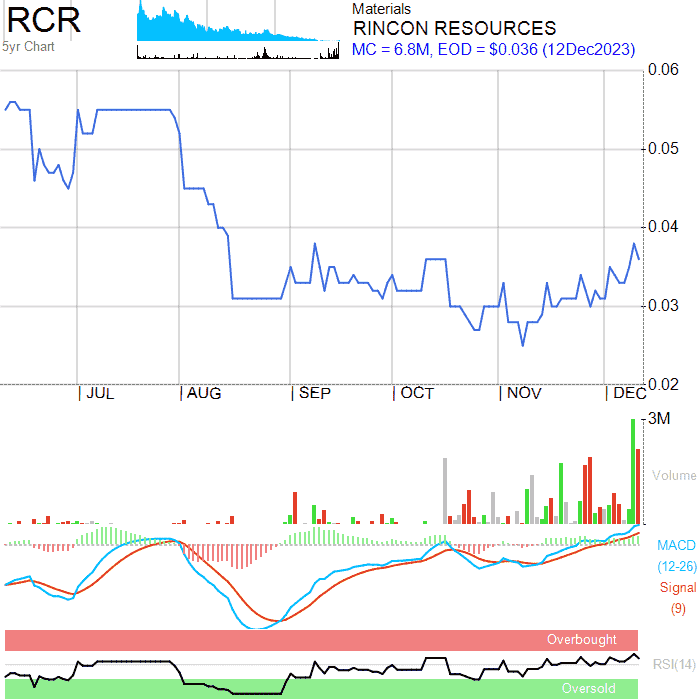 RCR
5yr Chart
Materials
RINCON RESOURCES
MC = 6.8M, EOD = $0.036 (12Dec2023)
0.06
0.05
0.04
0.03
0.02
JUL AUG SEP OCT NOV DEC
3M
Volume
MACD
(12-26)
Signal
(9)
Overbought
RSI(14)
Oversold